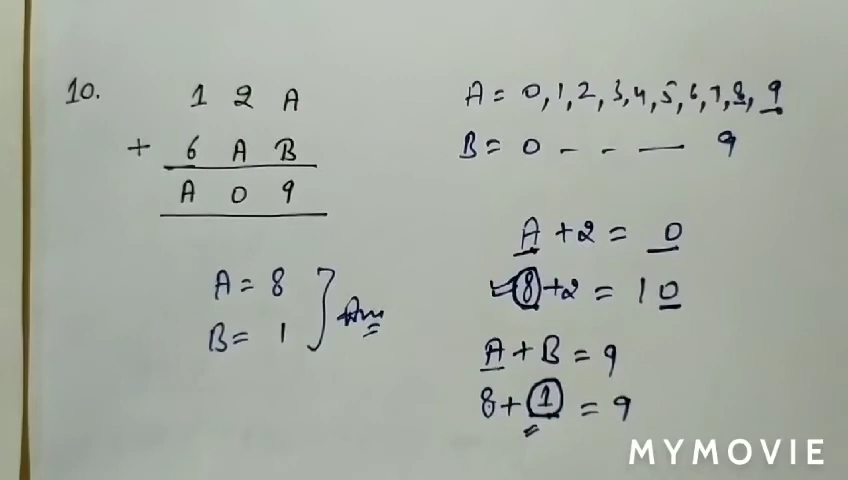 10.
1 2 A
+ 6 A B
A 0 9
A = 8
B = 1
Ans
A = 0, 1, 2, 3, 4, 5, 6, 7, 8, 9
B = 0 - - — 9
A + 2 = 0
8 + 2 = 10
A + B = 9
8 + 1 = 9
MYMOVIE